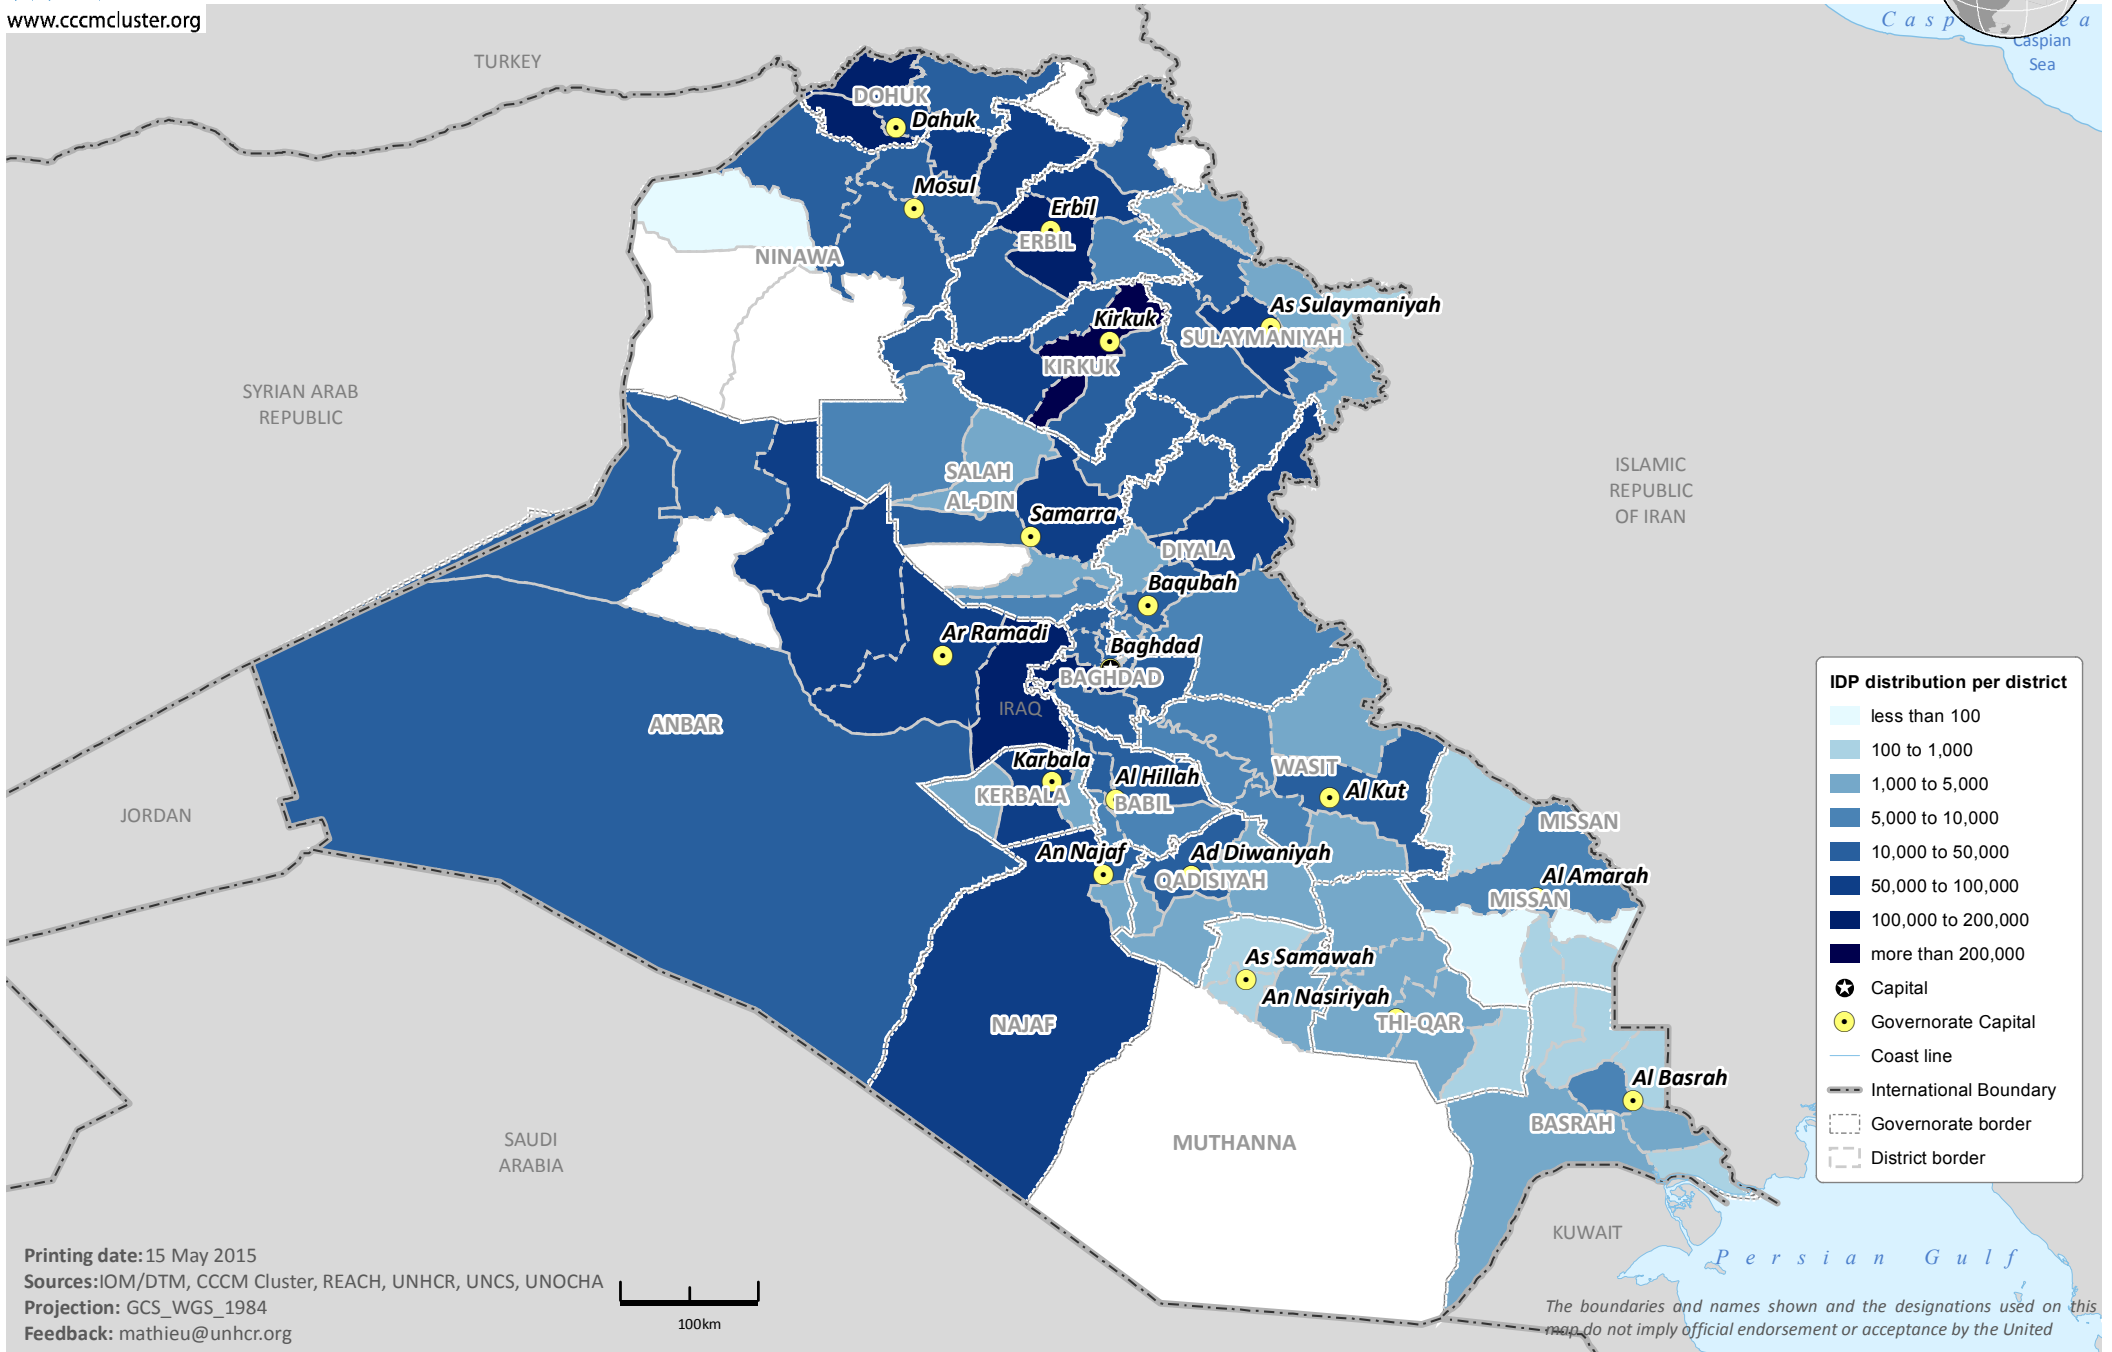 www.cccmcluster.org
Caspian Sea
TURKEY
DOHUK
Dahuk
Mosul
Erbil
ERBIL
NINAWA
As Sulaymaniyah
Kirkuk
SULAYMANIYAH
KIRKUK
SYRIAN ARAB
REPUBLIC
SALAH
AL-DIN
Samarra
ISLAMIC
REPUBLIC
OF IRAN
DIYALA
Baqubah
Ar Ramadi
Baghdad
BAGHDAD
IRAQ
ANBAR
Karbala
KERBALA
Al Hillah
BABIL
WASIT
Al Kut
JORDAN
MISSAN
An Najaf
Ad Diwaniyah
QADISIYAH
Al Amarah
MISSAN
As Samawah
An Nasiriyah
THI-QAR
NAJAF
Al Basrah
BASRAH
MUTHANNA
SAUDI
ARABIA
KUWAIT
Persian Gulf
IDP distribution per district
less than 100
100 to 1,000
1,000 to 5,000
5,000 to 10,000
10,000 to 50,000
50,000 to 100,000
100,000 to 200,000
more than 200,000
Capital
Governorate Capital
Coast line
International Boundary
Governorate border
District border
Printing date: 15 May 2015
Sources:IOM/DTM, CCCM Cluster, REACH, UNHCR, UNCS, UNOCHA
Projection: GCS_WGS_1984
Feedback: mathieu@unhcr.org
100km
The boundaries and names shown and the designations used on this
map do not imply official endorsement or acceptance by the United